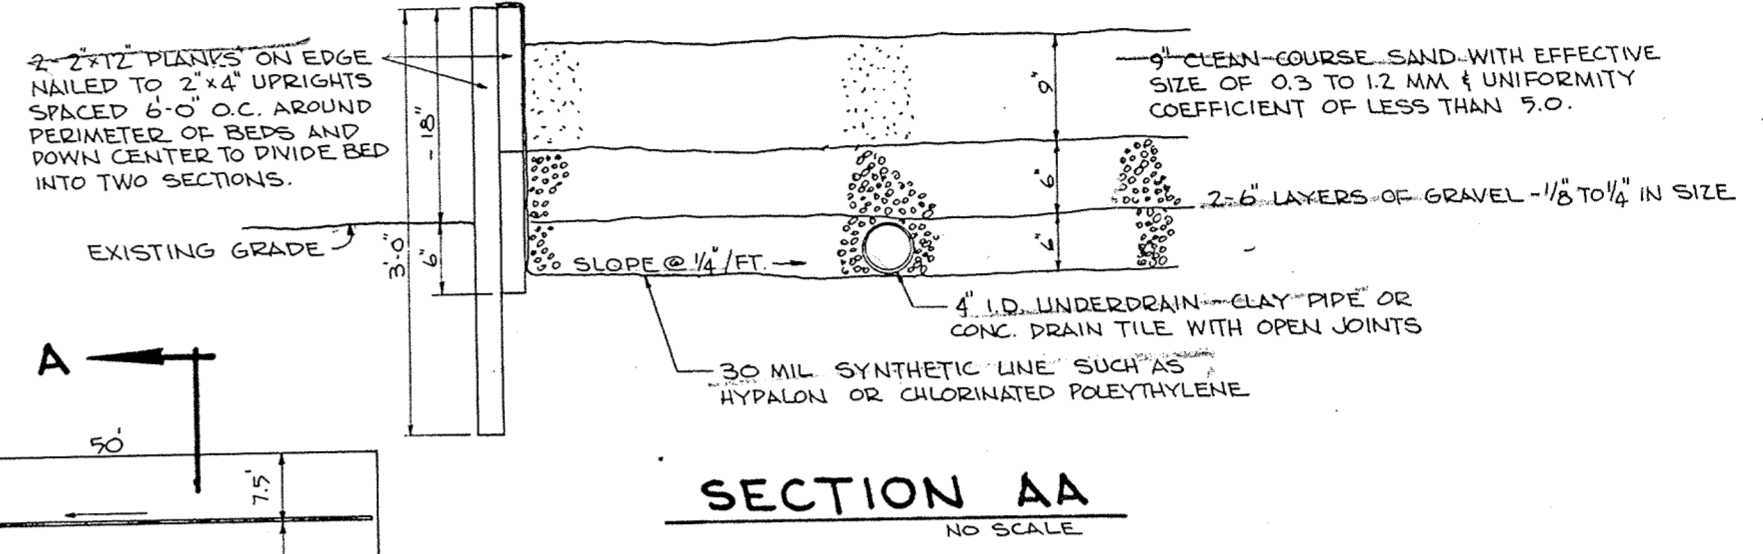 2-2"x12" PLANKS ON EDGE
NAILED TO 2"x4" UPRIGHTS
SPACED 6'-0" O.C. AROUND
PERIMETER OF BEDS AND
DOWN CENTER TO DIVIDE BED
INTO TWO SECTIONS.
EXISTING GRADE
3'-0"
18"
6"
9"
6"
6"
9" CLEAN COURSE SAND WITH EFFECTIVE
SIZE OF 0.3 TO 1.2 MM & UNIFORMITY
COEFFICIENT OF LESS THAN 5.0.
2-6" LAYERS OF GRAVEL - 1/8" TO 1/4" IN SIZE
SLOPE @ 1/4"/FT.
4" I.D. UNDERDRAIN - CLAY PIPE OR
CONC. DRAIN TILE WITH OPEN JOINTS
30 MIL SYNTHETIC LINE SUCH AS
HYPALON OR CHLORINATED POLEYTHYLENE
A
50'
7.5'
SECTION AA
NO SCALE